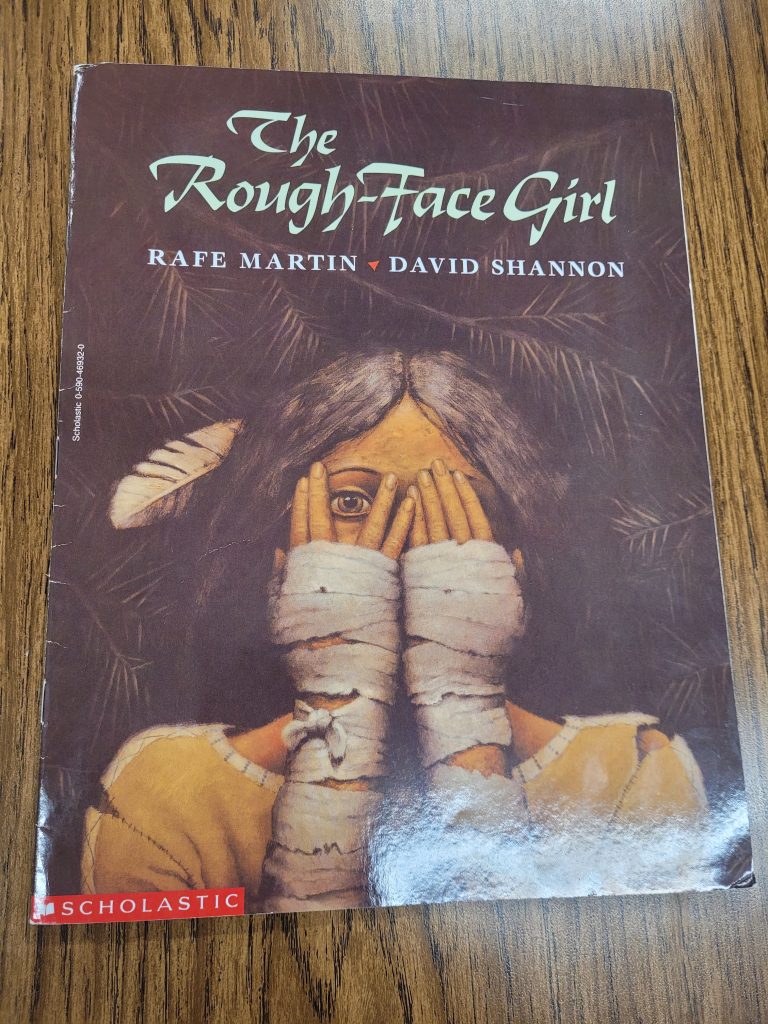 The
Rough-Face Girl
RAFE MARTIN DAVID SHANNON
Scholastic 0-590-46932-0
SCHOLASTIC